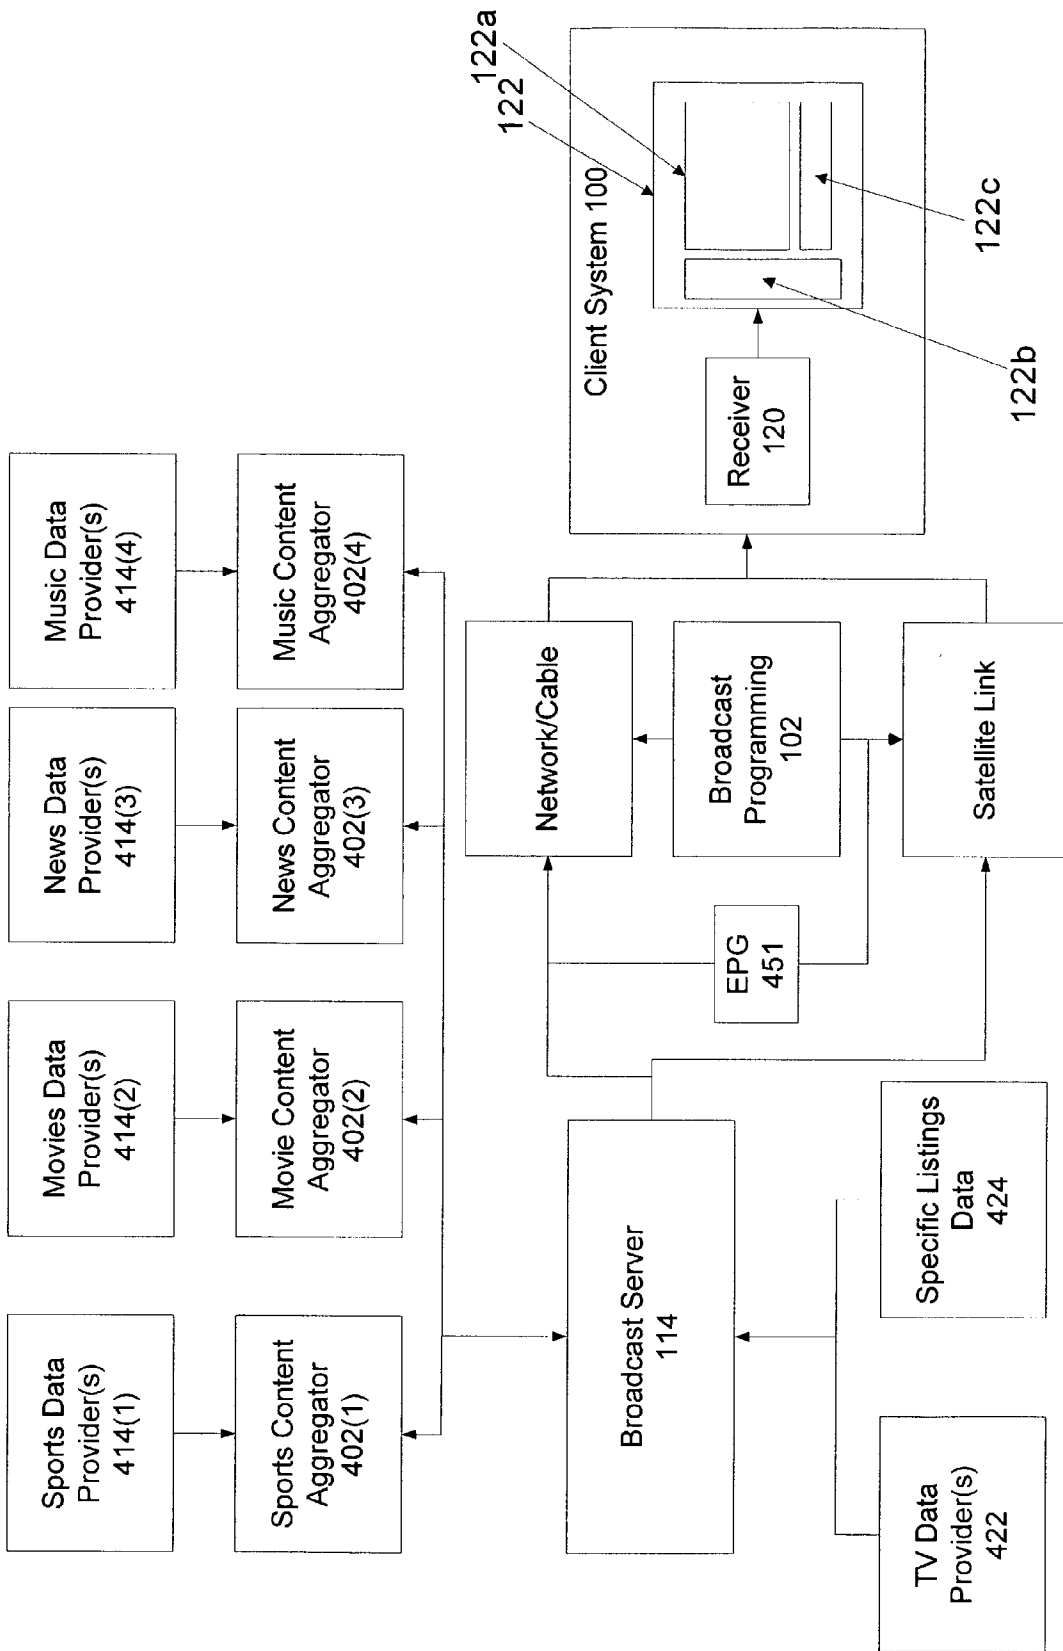 Sports Data
Provider(s)
414(1)
Movies Data
Provider(s)
414(2)
News Data
Provider(s)
414(3)
Music Data
Provider(s)
414(4)
Sports Content
Aggregator
402(1)
Movie Content
Aggregator
402(2)
News Content
Aggregator
402(3)
Music Content
Aggregator
402(4)
Broadcast Server
114
TV Data
Provider(s)
422
Specific Listings
Data
424
EPG
451
Network/Cable
Broadcast
Programming
102
Satellite Link
Client System 100
Receiver
120
122
122a
122b
122c